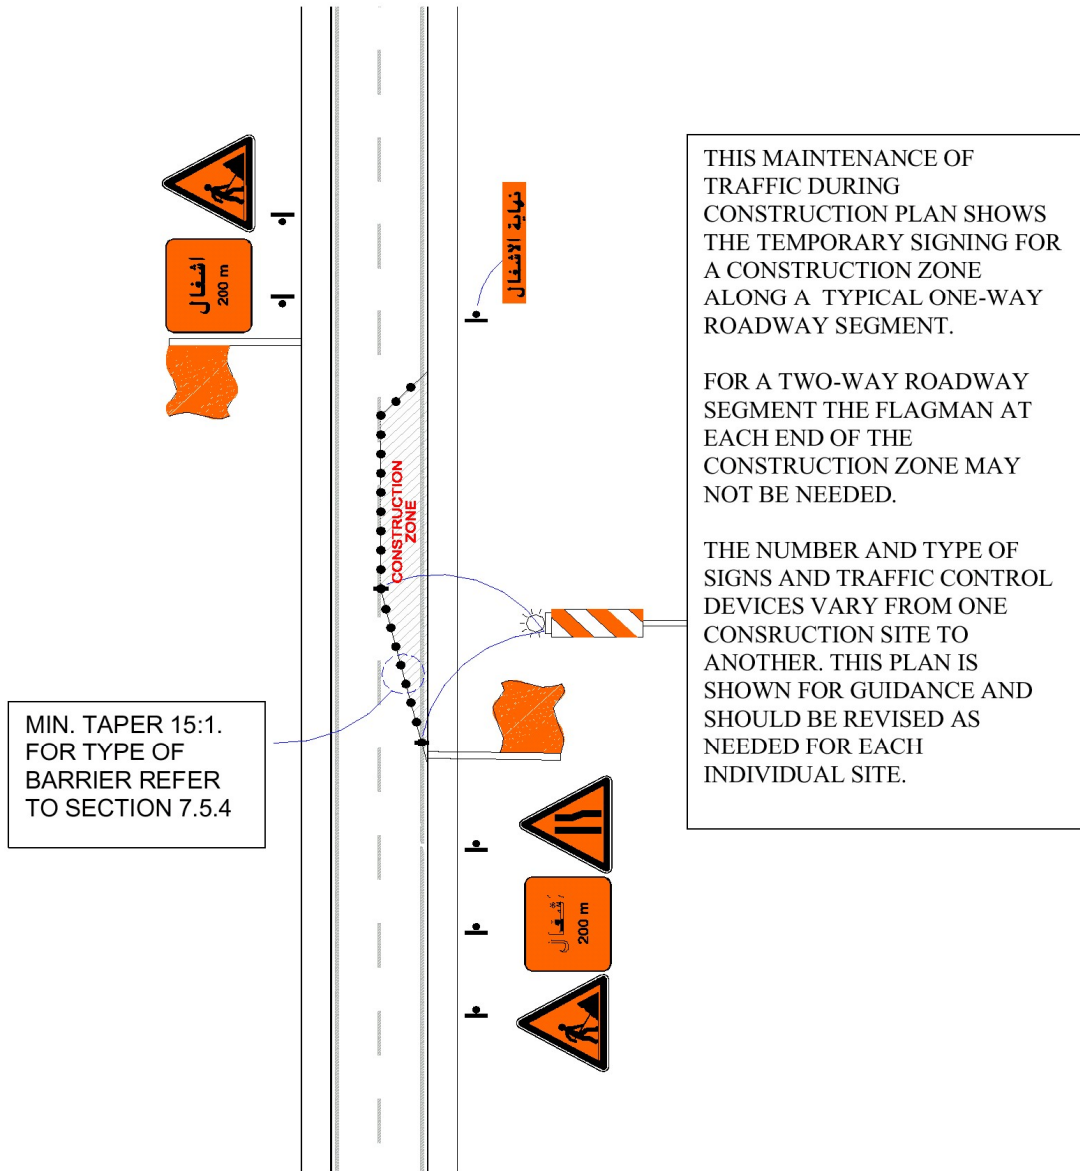 اشغال
200 m
نهاية الاشغال
THIS MAINTENANCE OF
TRAFFIC DURING
CONSTRUCTION PLAN SHOWS
THE TEMPORARY SIGNING FOR
A CONSTRUCTION ZONE
ALONG A TYPICAL ONE-WAY
ROADWAY SEGMENT.
FOR A TWO-WAY ROADWAY
SEGMENT THE FLAGMAN AT
EACH END OF THE
CONSTRUCTION ZONE MAY
NOT BE NEEDED.
THE NUMBER AND TYPE OF
SIGNS AND TRAFFIC CONTROL
DEVICES VARY FROM ONE
CONSRUCTION SITE TO
ANOTHER. THIS PLAN IS
SHOWN FOR GUIDANCE AND
SHOULD BE REVISED AS
NEEDED FOR EACH
INDIVIDUAL SITE.
CONSTRUCTION
ZONE
MIN. TAPER 15:1.
FOR TYPE OF
BARRIER REFER
TO SECTION 7.5.4
200 m